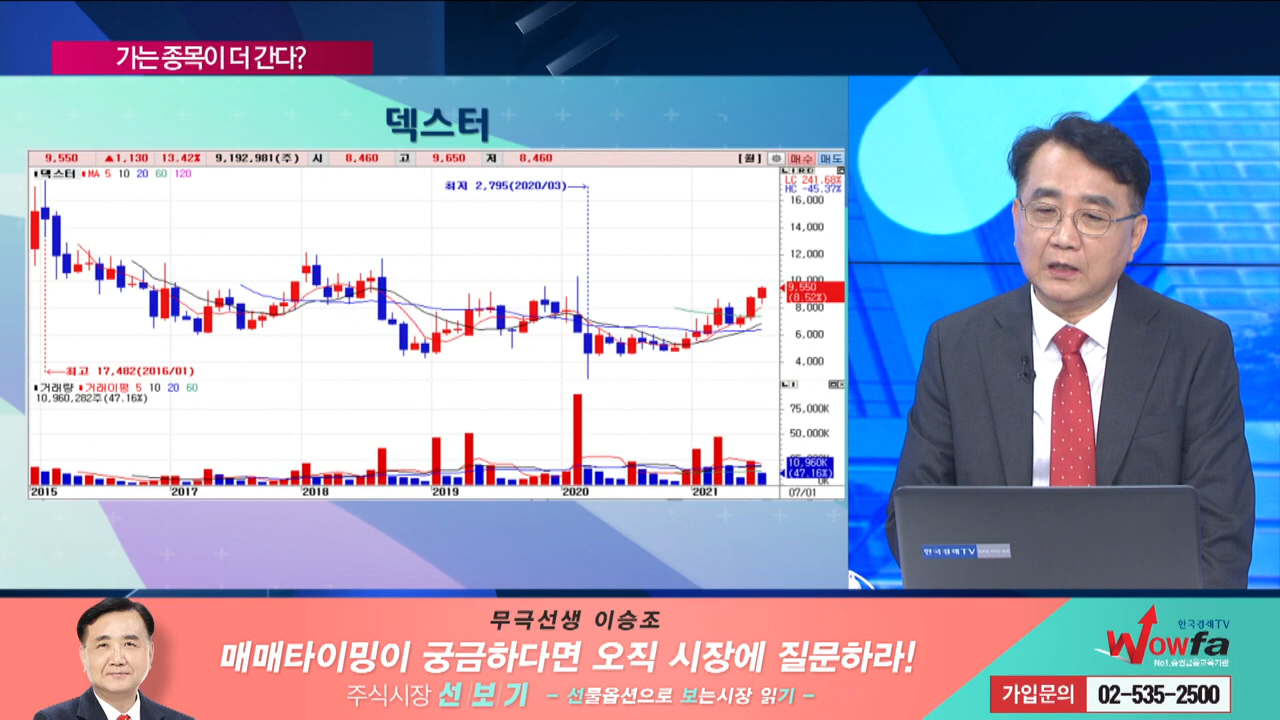 가는 종목이 더 간다?
덱스터
9,550 ▲1,130 13.42% 9,192,981(주) 시 8,460 고 9,650 저 8,460 [월] 매수 매도
덱스터 MA 5 10 20 60 120
LC 241.68%
HC -45.37%
최저 2,795(2020/03)
16,000
14,000
12,000
10,000
9,550
(8.52%)
8,000
6,000
4,000
최고 17,482(2016/01)
거래량 거래이평 5 10 20 60
10,960,282주(47.16%)
75,000K
50,000K
10,960K
(47.16%)
0K
2015 2017 2018 2019 2020 2021 07/01
한국경제TV
무극선생 이승조
매매타이밍이 궁금하다면 오직 시장에 질문하라!
주식시장 선보기 - 선물옵션으로 보는시장 읽기 -
한국경제TV
Wowfa
No1.증권금융교육기관
가입문의 02-535-2500